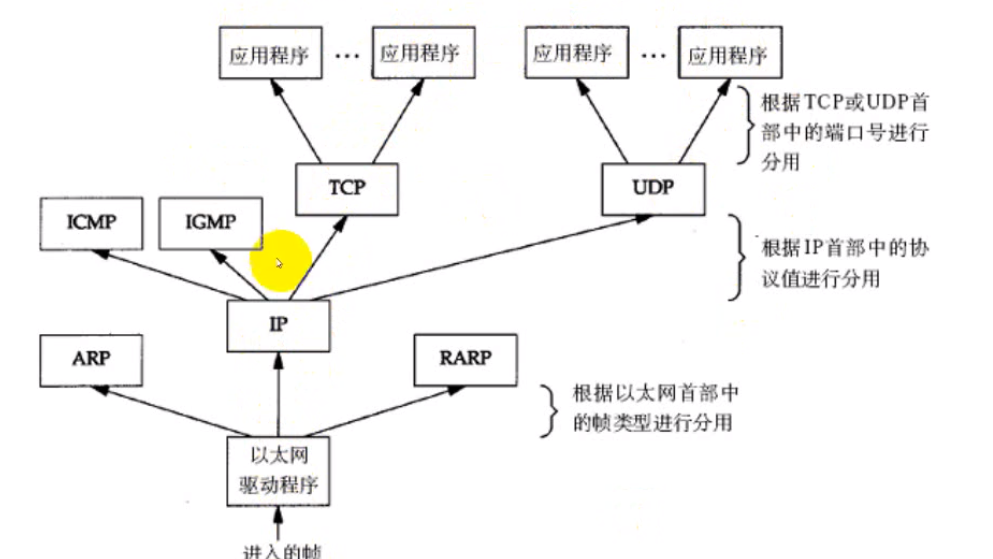 应用程序 … 应用程序 应用程序 … 应用程序
根据TCP或UDP首
部中的端口号进行
分用
TCP UDP
ICMP IGMP
根据IP首部中的协
议值进行分用
IP
ARP RARP
根据以太网首部中
的帧类型进行分用
以太网
驱动程序
进入的帧